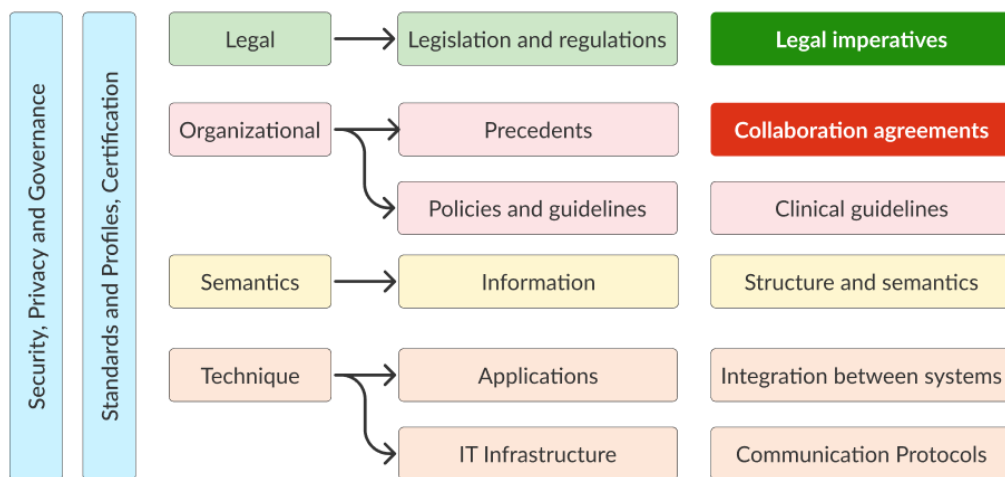 Security, Privacy and Governance
Standards and Profiles, Certification
Legal
Legislation and regulations
Legal imperatives
Organizational
Precedents
Collaboration agreements
Policies and guidelines
Clinical guidelines
Semantics
Information
Structure and semantics
Technique
Applications
Integration between systems
IT Infrastructure
Communication Protocols